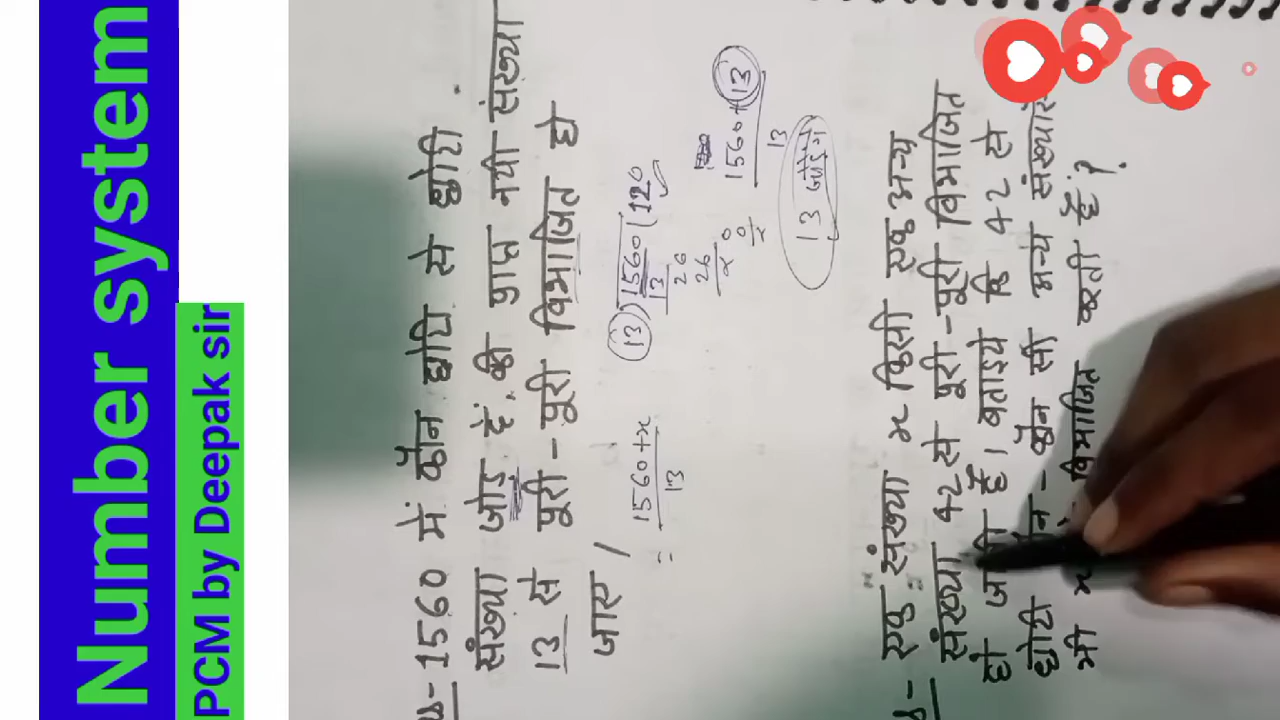 Number system
PCM by Deepak sir
प्र- 1560 में कौन छोटी से छोटी
संख्या जोड दें. की प्राप्त नयी संख्या
13 से पूरी - पूरी विभाजित हो
जाए /
= 1560+x
13
13) 1560 (120
13
26
26
×0
0
×
1560+13
13
13 जोड़ेंगे
प्र- एक संख्या x किसी एक अन्य
संख्या 42 से पूरी-पूरी विभाजित
हो जाती है। बताइये कि 42 से
छोटी कौन - कौन सी अन्य संख्याएं
भी x विभाजित करती हैं ?